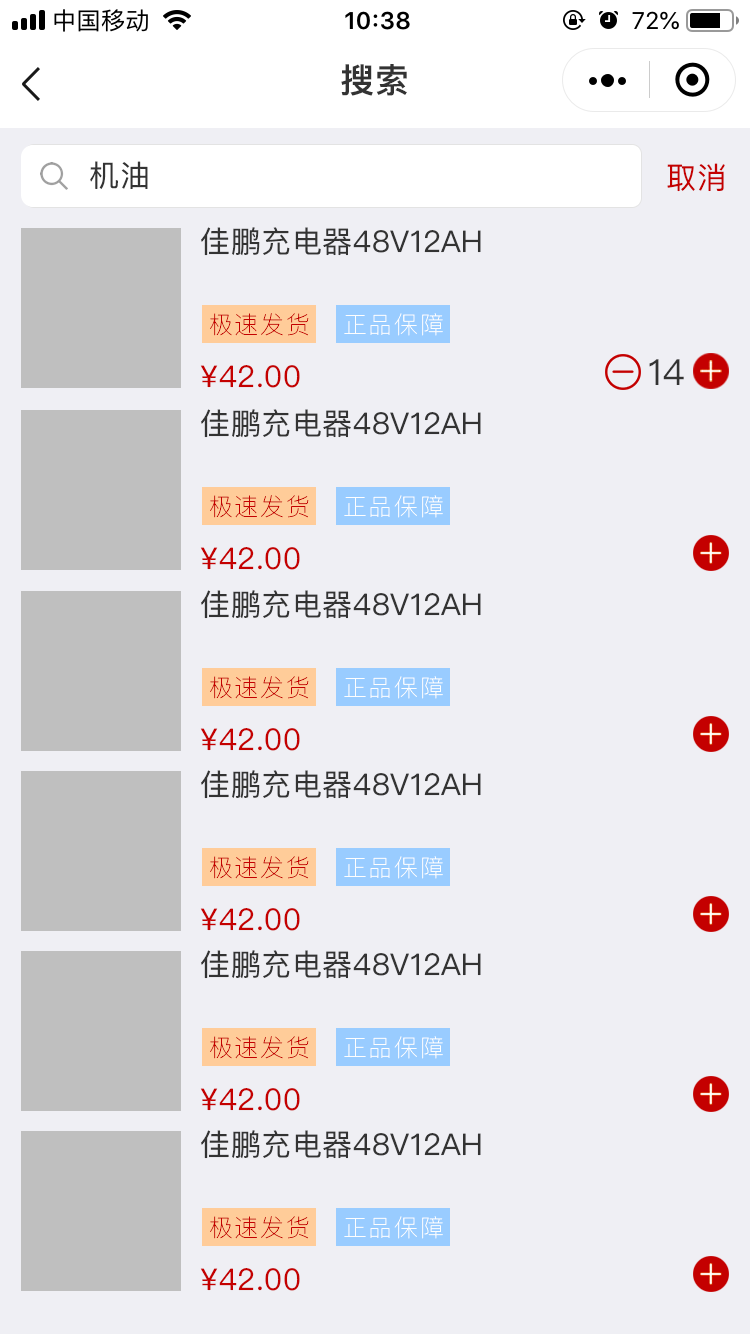 中国移动 10:38 72%
搜索
机油 取消
佳鹏充电器48V12AH
极速发货 正品保障
¥42.00 14
佳鹏充电器48V12AH
极速发货 正品保障
¥42.00
佳鹏充电器48V12AH
极速发货 正品保障
¥42.00
佳鹏充电器48V12AH
极速发货 正品保障
¥42.00
佳鹏充电器48V12AH
极速发货 正品保障
¥42.00
佳鹏充电器48V12AH
极速发货 正品保障
¥42.00